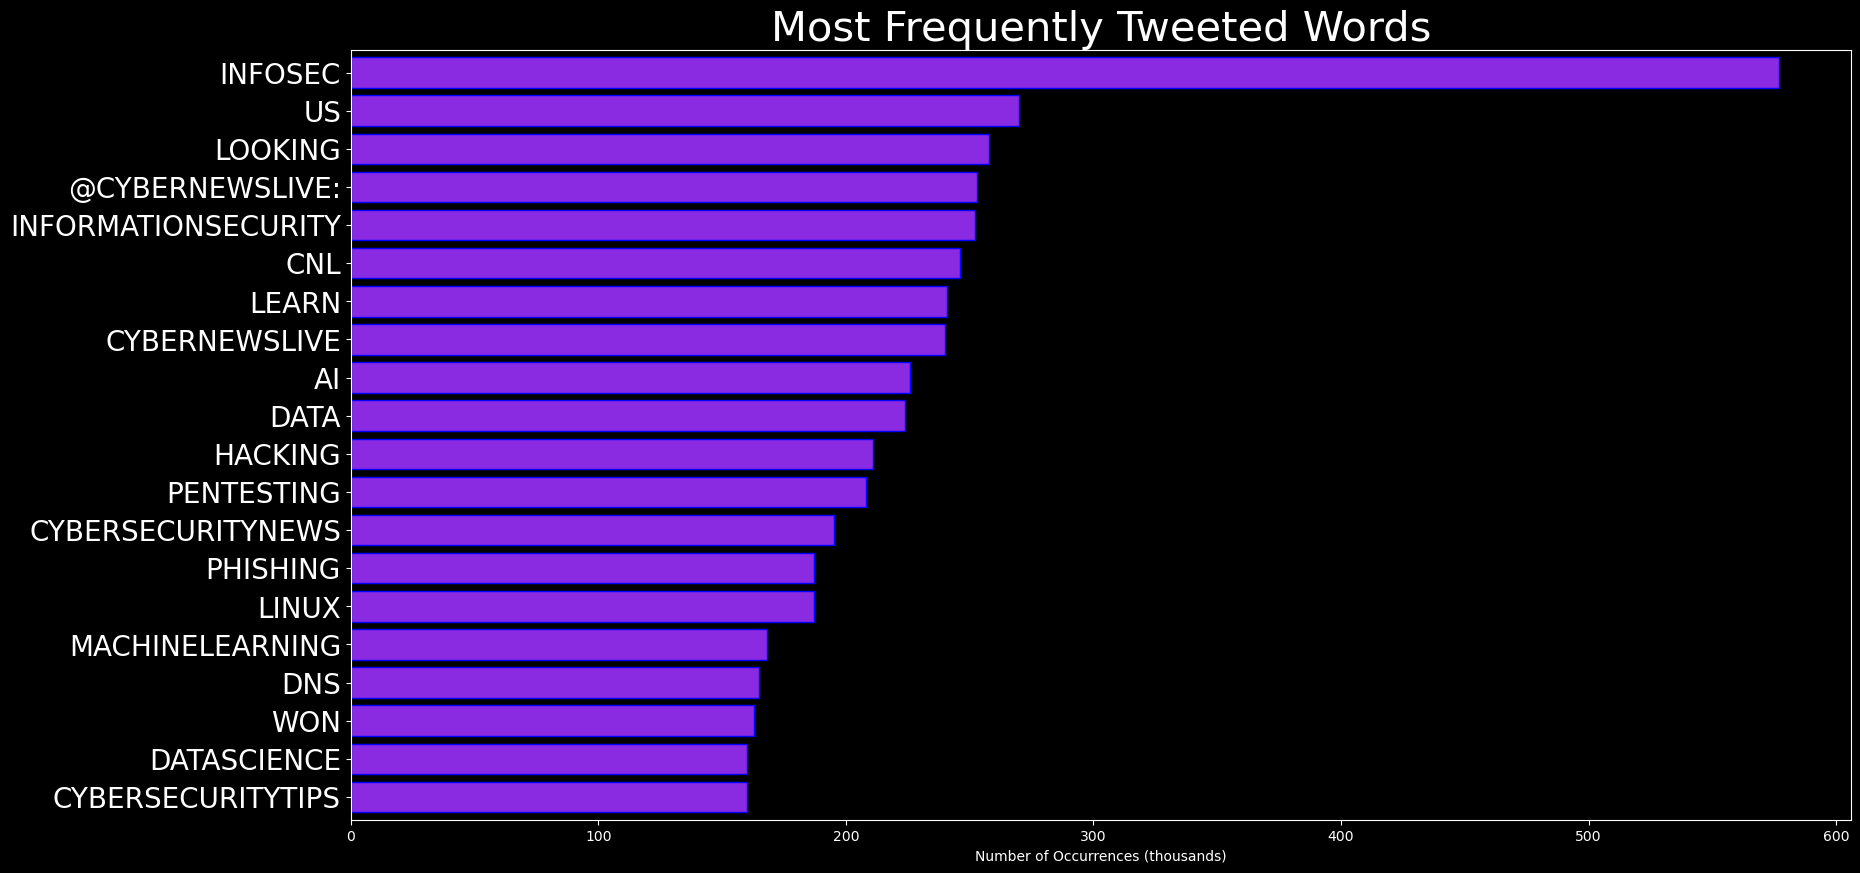 Most Frequently Tweeted Words
INFOSEC
US
LOOKING
@CYBERNEWSLIVE:
INFORMATIONSECURITY
CNL
LEARN
CYBERNEWSLIVE
AI
DATA
HACKING
PENTESTING
CYBERSECURITYNEWS
PHISHING
LINUX
MACHINELEARNING
DNS
WON
DATASCIENCE
CYBERSECURITYTIPS
0 100 200 300 400 500 600
Number of Occurrences (thousands)